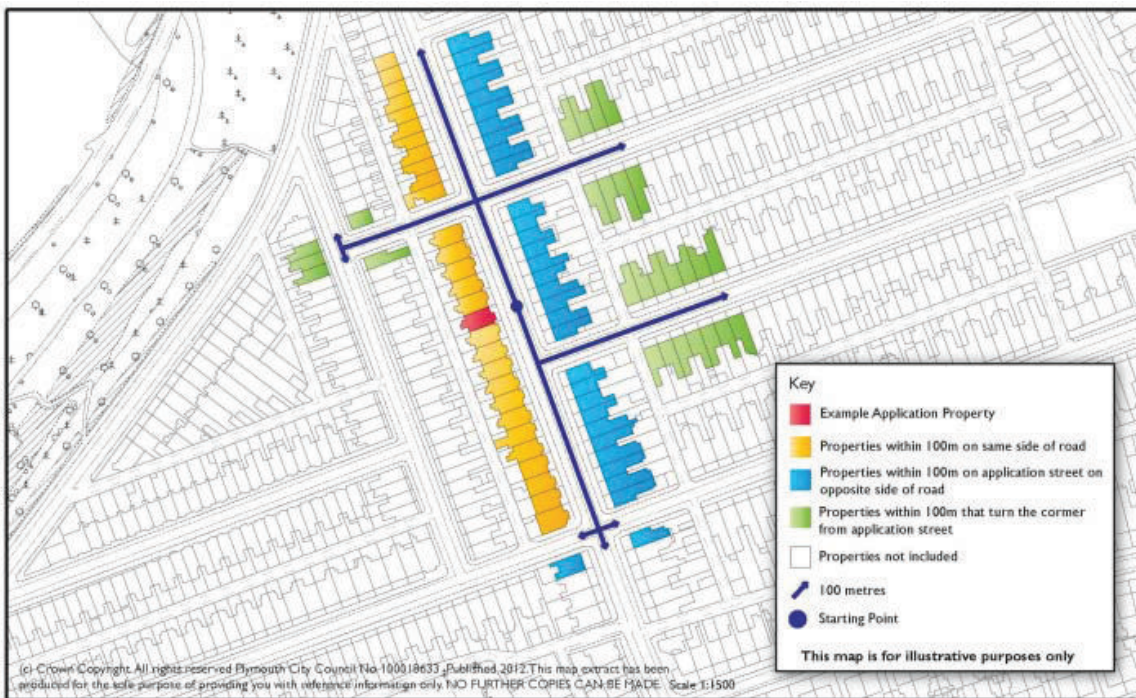 Key
Example Application Property
Properties within 100m on same side of road
Properties within 100m on application street on
opposite side of road
Properties within 100m that turn the cormer
from application street
Properties not included
100 metres
Starting Point
This map is for illustrative purposes only
(c) Crown Copyright. All rights reserved Plymouth City Council No 100018633 Published 2012. This map extract has been
produced for the sole purpose of providing you with reference information only. NO FURTHER COPIES CAN BE MADE. Scale 1:1500